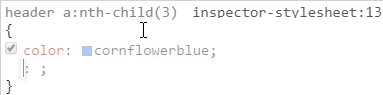 header a:nth-child(3) inspector-stylesheet:13
{
color: cornflowerblue;
: ;
}